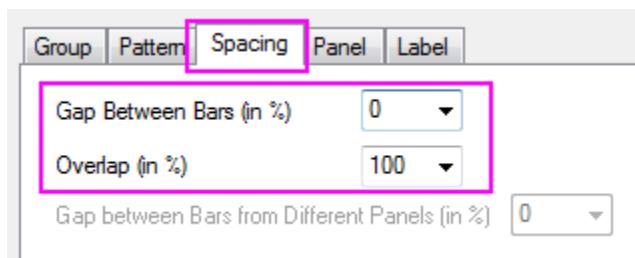 Group Pattern Spacing Panel Label
Gap Between Bars (in %) 0
Overlap (in %) 100
Gap between Bars from Different Panels (in %) 0